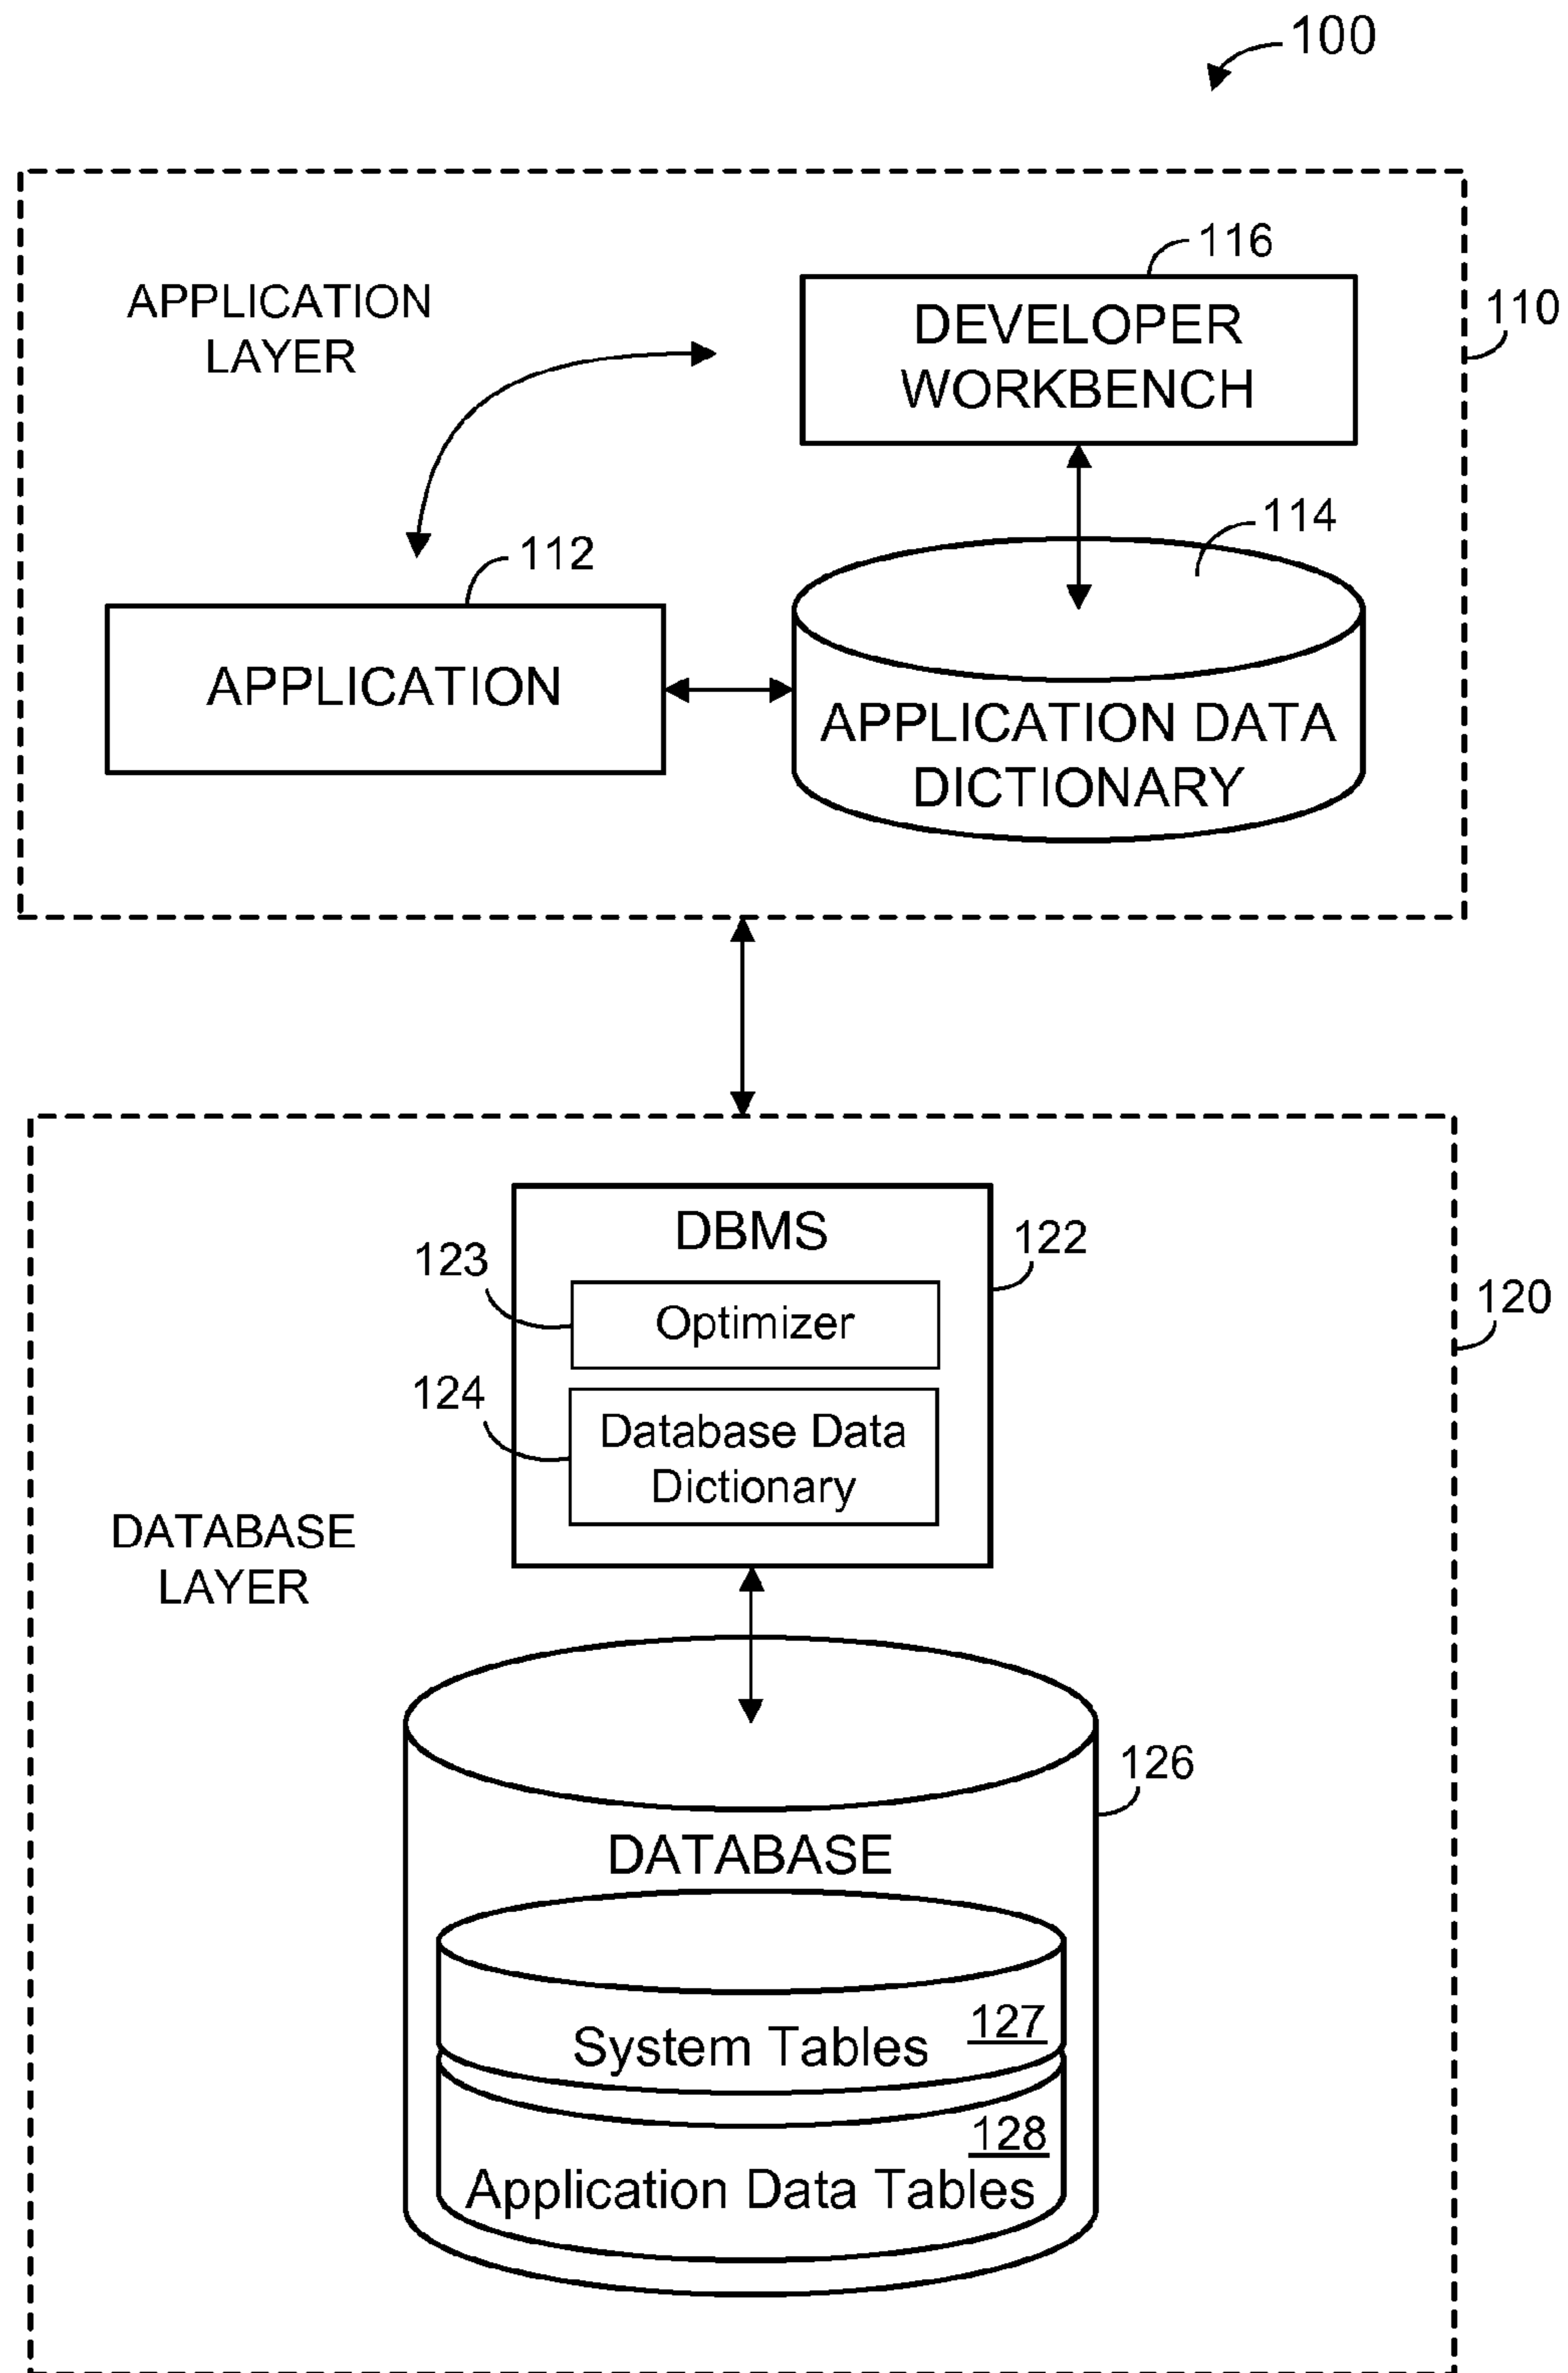 100
116
APPLICATION
LAYER
DEVELOPER
WORKBENCH
110
114
112
APPLICATION
APPLICATION DATA
DICTIONARY
DBMS
122
123
Optimizer
120
124
Database Data
Dictionary
DATABASE
LAYER
126
DATABASE
127
System Tables
128
Application Data Tables